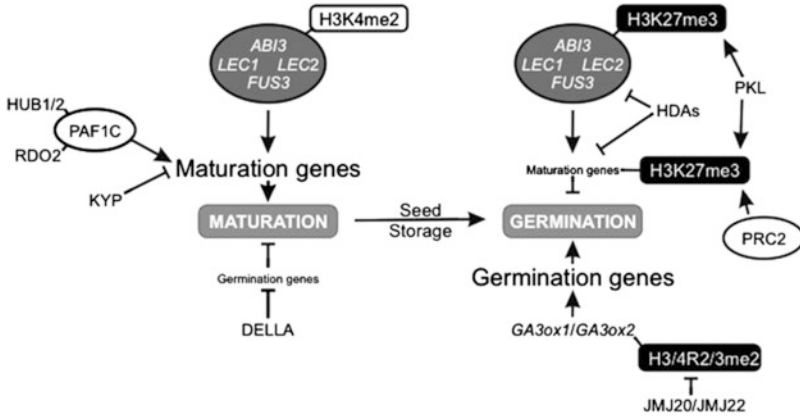 H3K4me2
ABI3
LEC1 LEC2
FUS3
HUB1/2
PAF1C
RDO2
KYP
Maturation genes
MATURATION
Germination genes
DELLA
Seed
Storage
H3K27me3
ABI3
LEC1 LEC2
FUS3
PKL
HDAs
Maturation genes
H3K27me3
GERMINATION
PRC2
Germination genes
GA3ox1/GA3ox2
H3/4R2/3me2
JMJ20/JMJ22